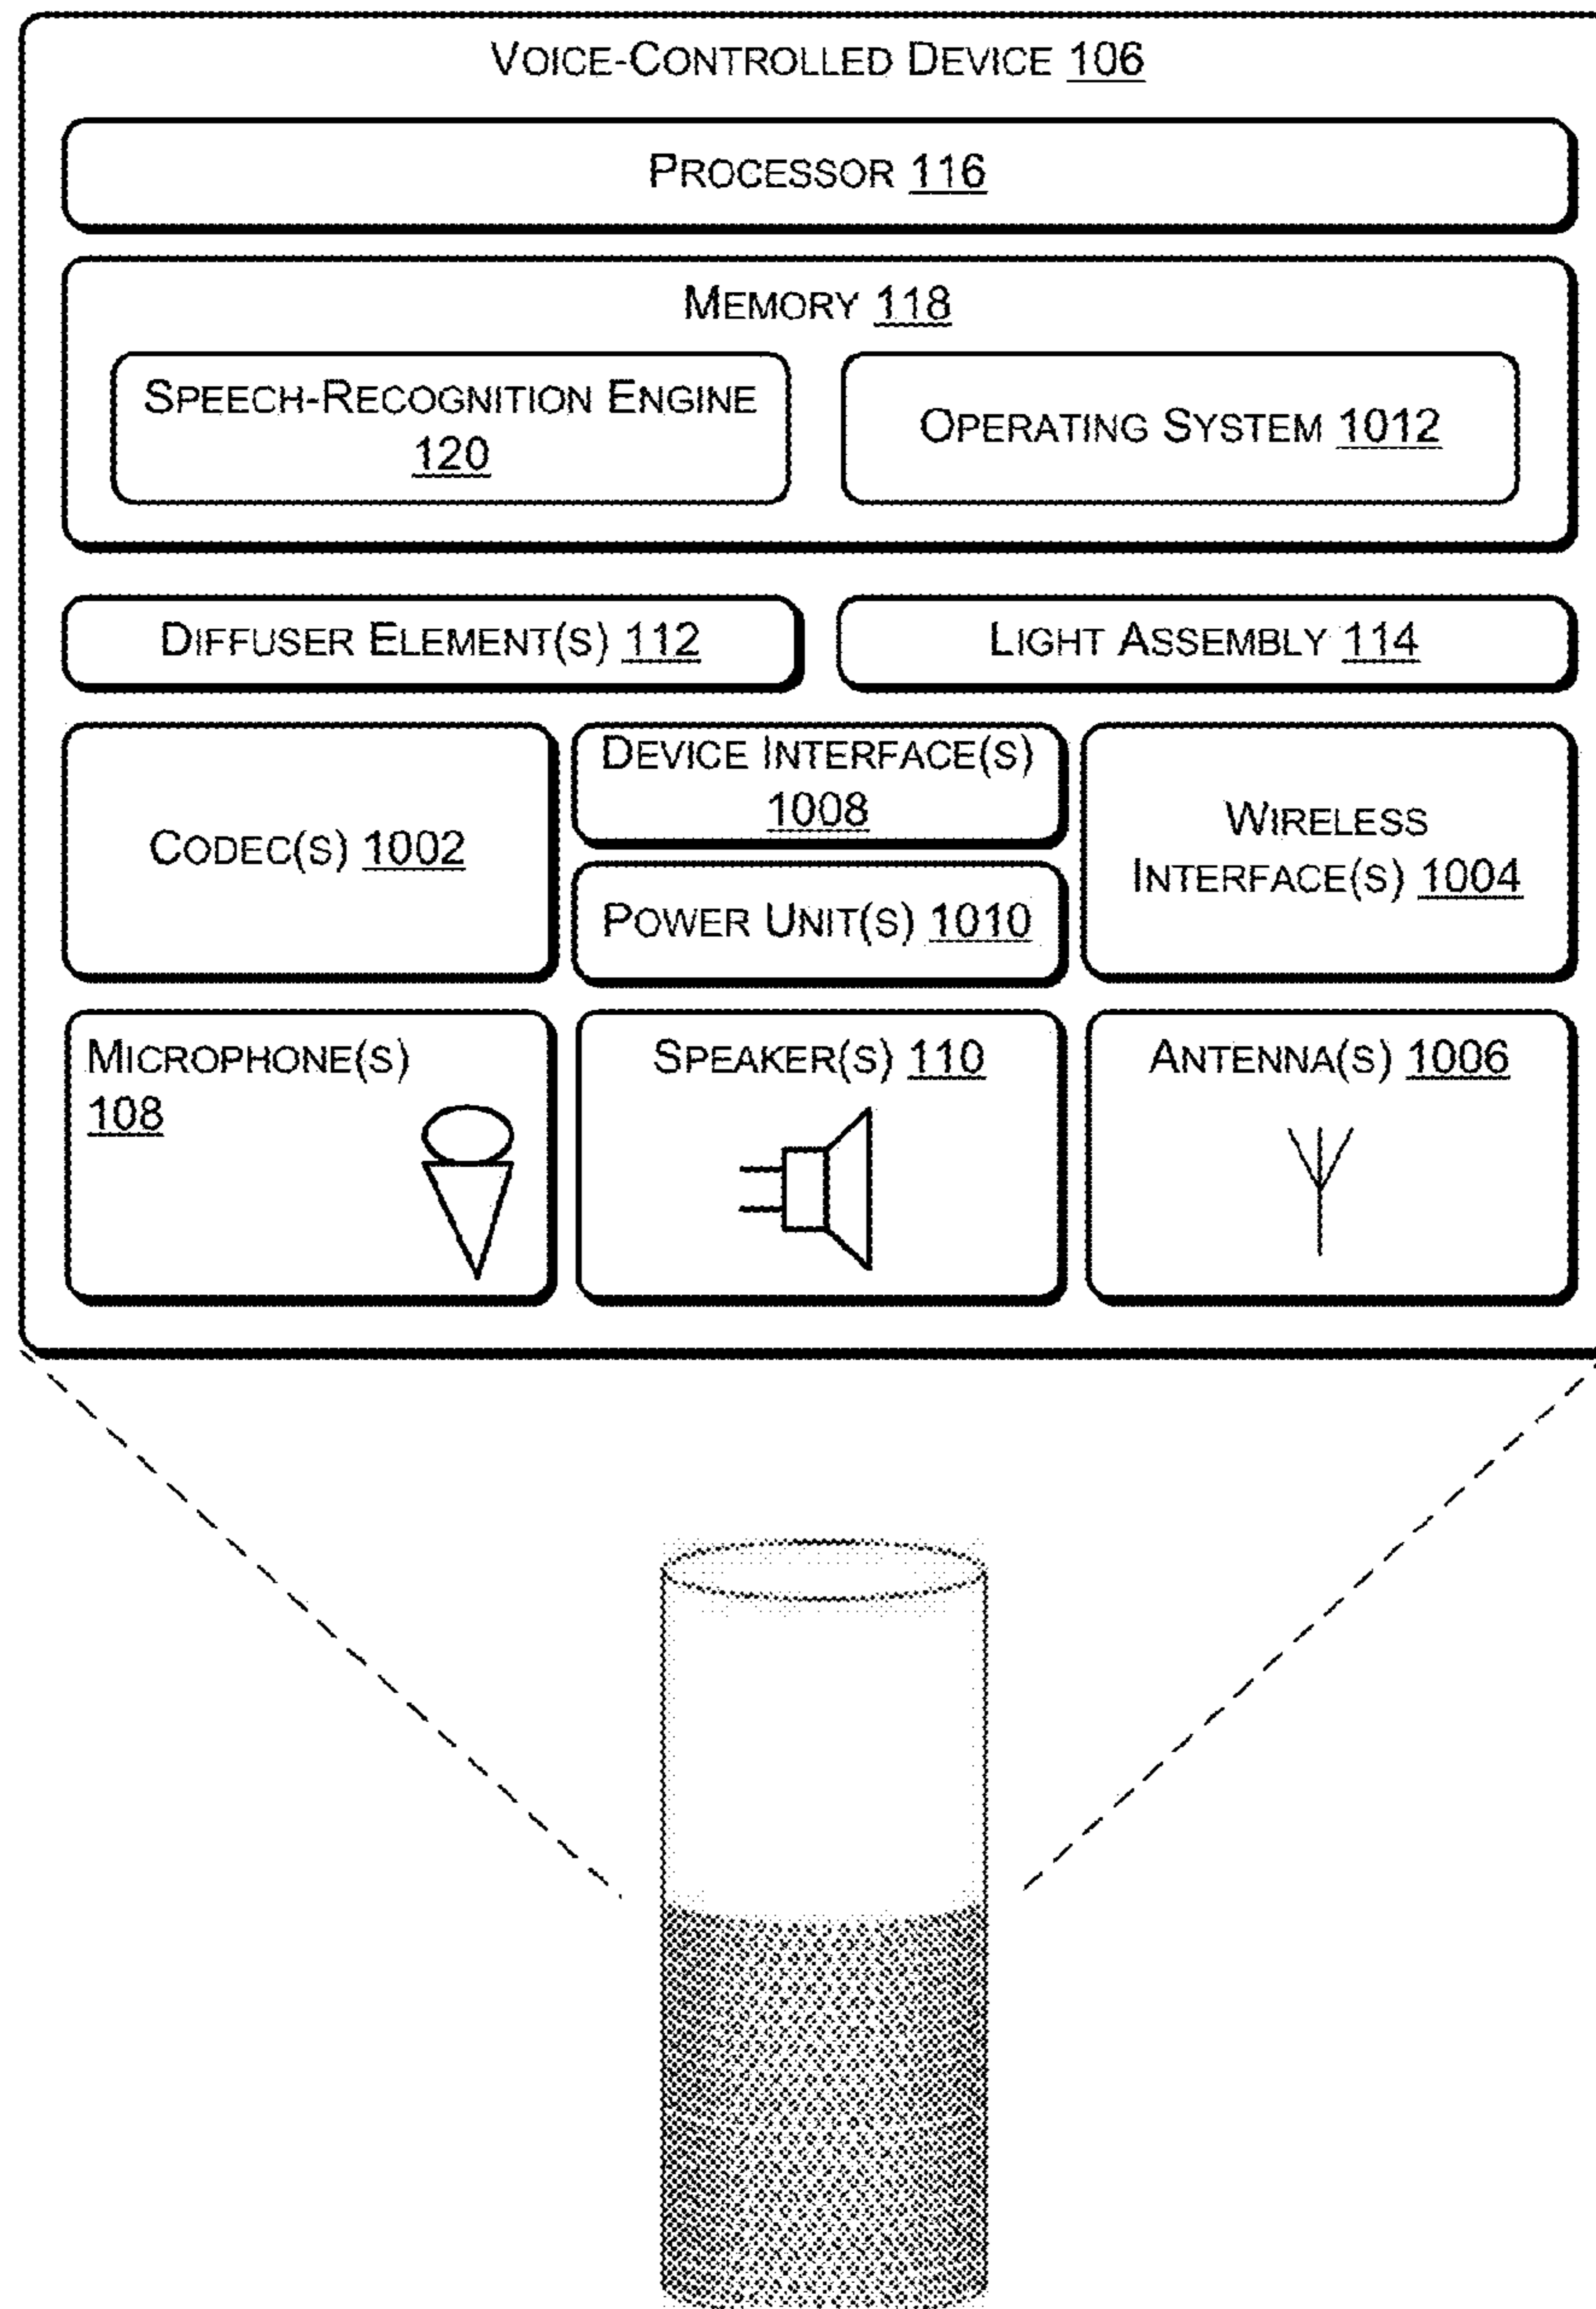 VOICE-CONTROLLED DEVICE 106
PROCESSOR 116
MEMORY 118
SPEECH-RECOGNITION ENGINE
120
OPERATING SYSTEM 1012
DIFFUSER ELEMENT(S) 112
LIGHT ASSEMBLY 114
CODEC(S) 1002
DEVICE INTERFACE(S)
1008
POWER UNIT(S) 1010
WIRELESS
INTERFACE(S) 1004
MICROPHONE(S)
108
SPEAKER(S) 110
ANTENNA(S) 1006